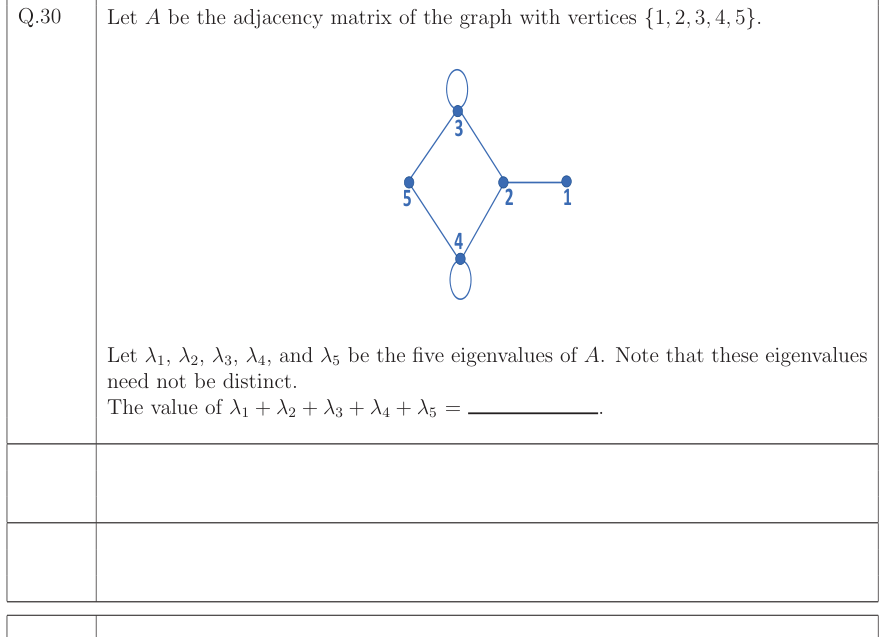 Q.30 Let A be the adjacency matrix of the graph with vertices {1, 2, 3, 4, 5}.
3
5
2
1
4
Let λ₁, λ₂, λ₃, λ₄, and λ₅ be the five eigenvalues of A. Note that these eigenvalues
need not be distinct.
The value of λ₁ + λ₂ + λ₃ + λ₄ + λ₅ = ____________.